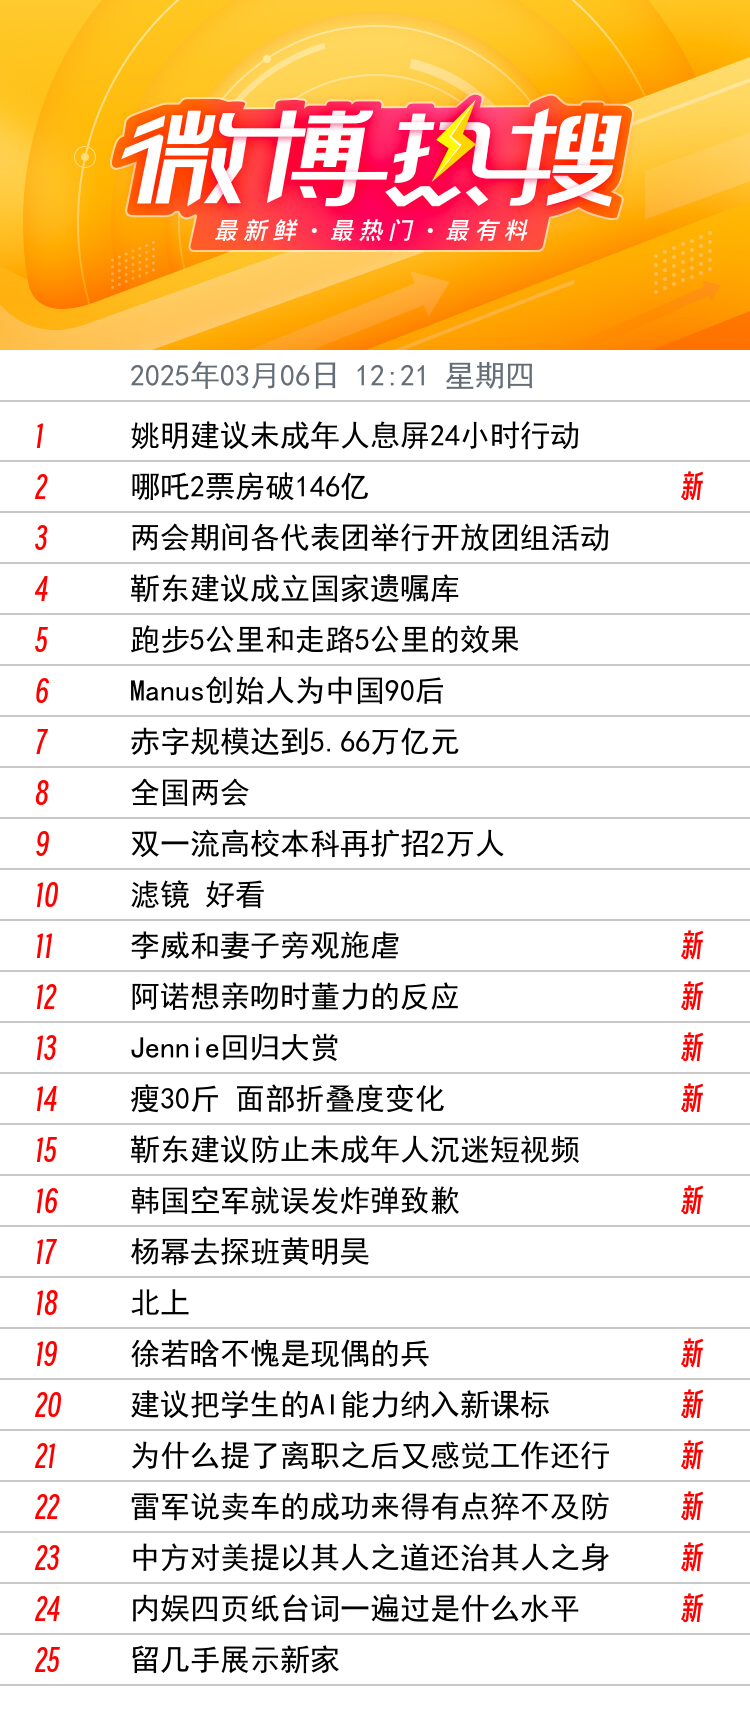 微博热搜
最新鲜·最热门·最有料
2025年03月06日 12:21 星期四
1 姚明建议未成年人息屏24小时行动
2 哪吒2票房破146亿 新
3 两会期间各代表团举行开放团组活动
4 靳东建议成立国家遗嘱库
5 跑步5公里和走路5公里的效果
6 Manus创始人为中国90后
7 赤字规模达到5.66万亿元
8 全国两会
9 双一流高校本科再扩招2万人
10 滤镜 好看
11 李威和妻子旁观施虐 新
12 阿诺想亲吻时董力的反应 新
13 Jennie回归大赏 新
14 瘦30斤 面部折叠度变化 新
15 靳东建议防止未成年人沉迷短视频
16 韩国空军就误发炸弹致歉 新
17 杨幂去探班黄明昊
18 北上
19 徐若晗不愧是现偶的兵 新
20 建议把学生的AI能力纳入新课标 新
21 为什么提了离职之后又感觉工作还行 新
22 雷军说卖车的成功来得有点猝不及防 新
23 中方对美提以其人之道还治其人之身 新
24 内娱四页纸台词一遍过是什么水平 新
25 留几手展示新家